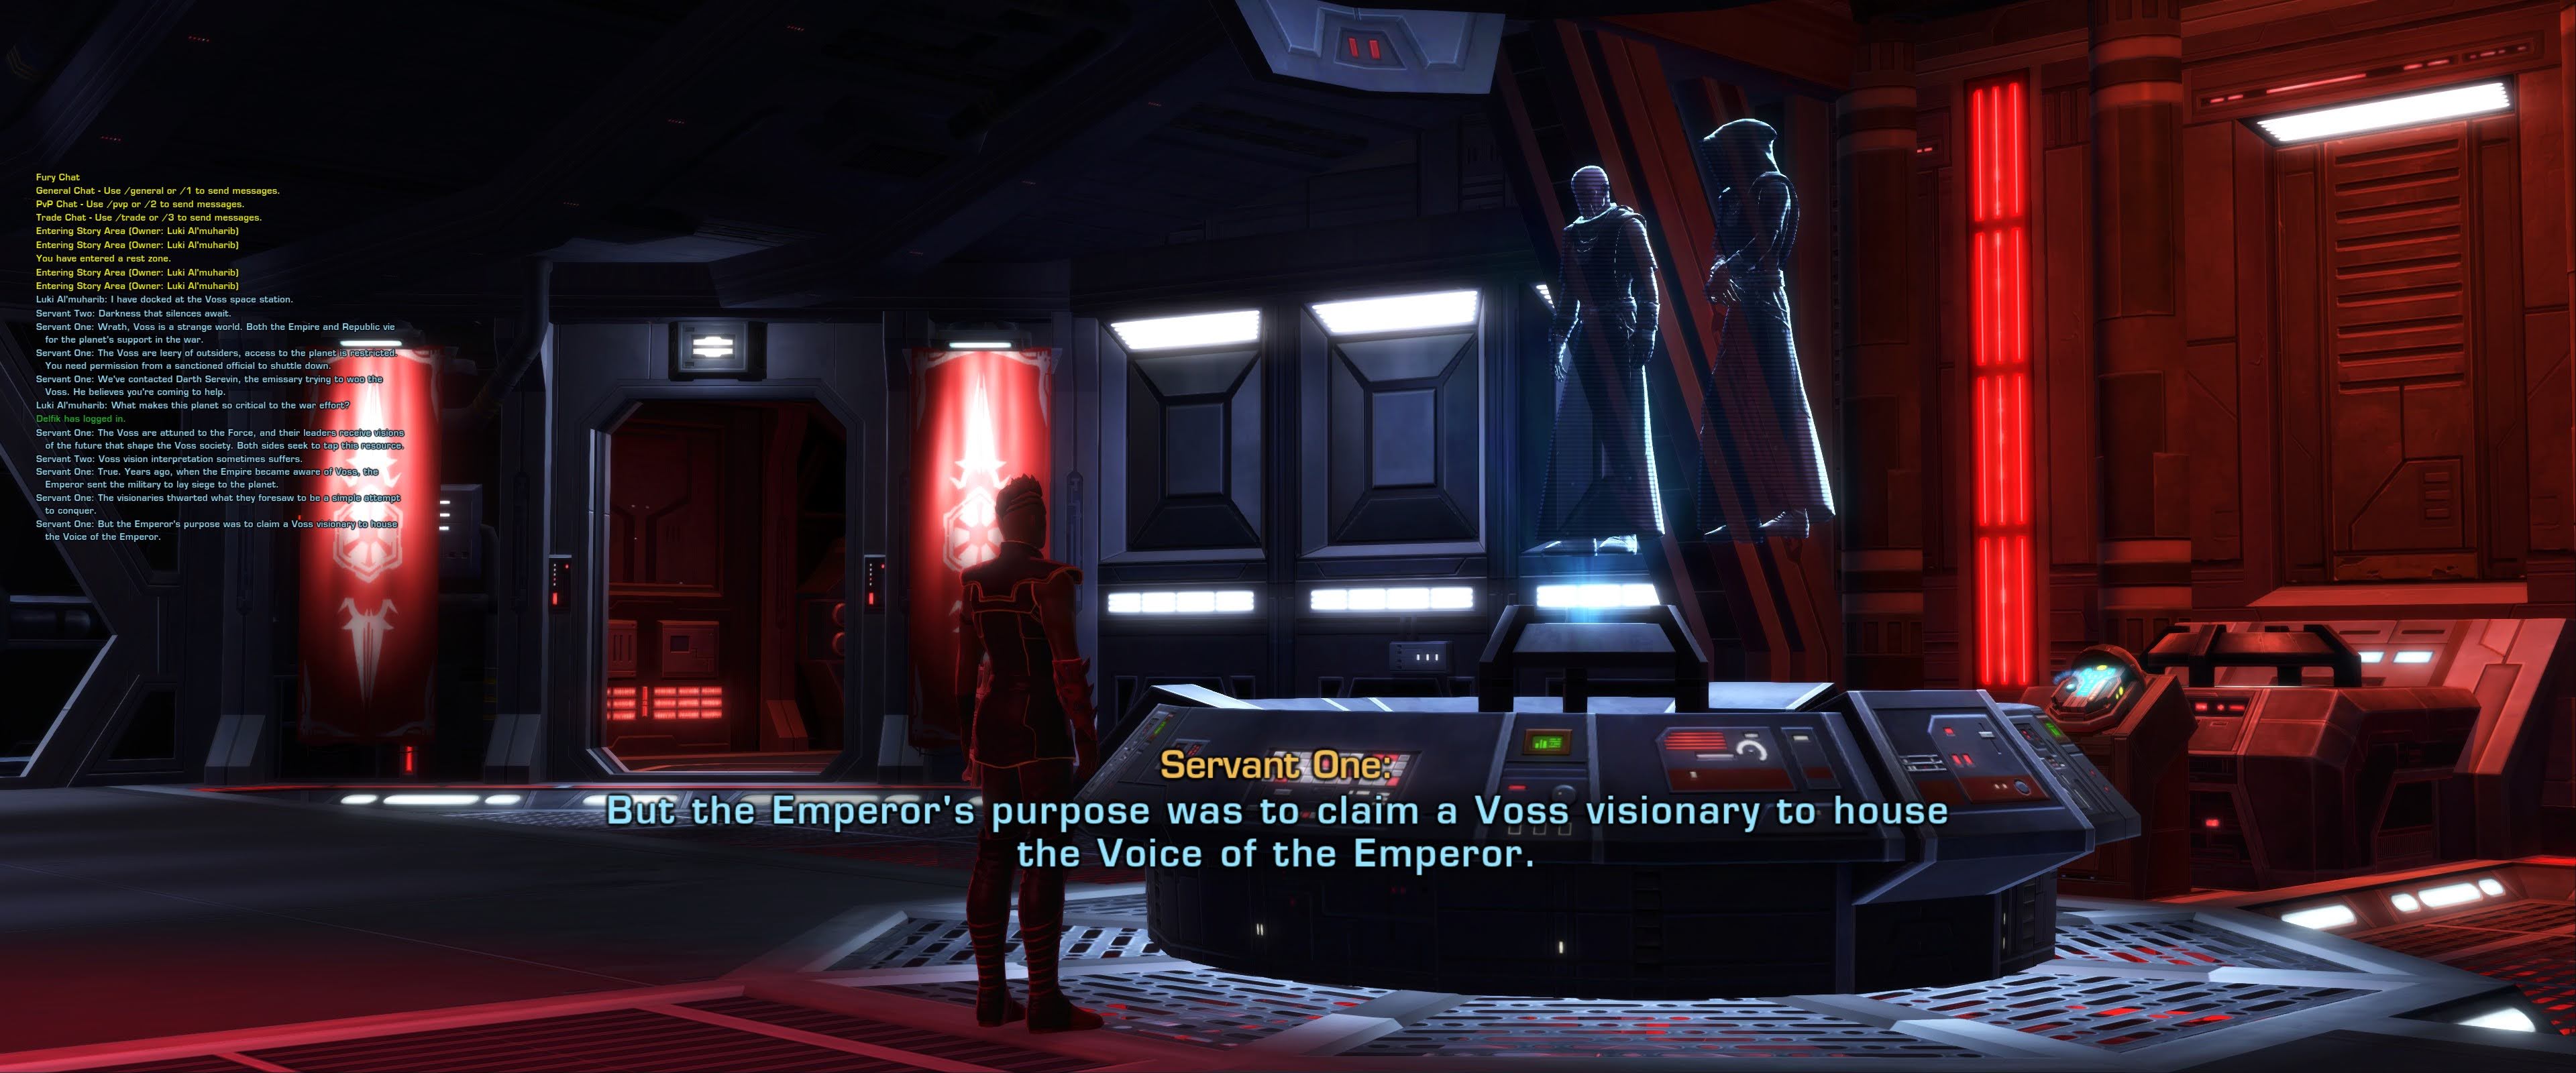 Fury Chat
General Chat - Use /general or /1 to send messages.
PvP Chat - Use /pvp or /2 to send messages.
Trade Chat - Use /trade or /3 to send messages.
Entering Story Area (Owner: Luki Al'muharib)
Entering Story Area (Owner: Luki Al'muharib)
You have entered a rest zone.
Entering Story Area (Owner: Luki Al'muharib)
Entering Story Area (Owner: Luki Al'muharib)
Luki Al'muharib: I have docked at the Voss space station.
Servant Two: Darkness that silences await.
Servant One: Wrath, Voss is a strange world. Both the Empire and Republic vie
for the planet's support in the war.
Servant One: The Voss are leery of outsiders, access to the planet is restricted.
You need permission from a sanctioned official to shuttle down.
Servant One: We've contacted Darth Serevin, the emissary trying to woo the
Voss. He believes you're coming to help.
Luki Al'muharib: What makes this planet so critical to the war effort?
Delfik has logged in.
Servant One: The Voss are attuned to the Force, and their leaders receive visions
of the future that shape the Voss society. Both sides seek to tap this resource.
Servant Two: Voss vision interpretation sometimes suffers.
Servant One: True. Years ago, when the Empire became aware of Voss, the
Emperor sent the military to lay siege to the planet.
Servant One: The visionaries thwarted what they foresaw to be a simple attempt
to conquer.
Servant One: But the Emperor's purpose was to claim a Voss visionary to house
the Voice of the Emperor.
Servant One:
But the Emperor's purpose was to claim a Voss visionary to house
the Voice of the Emperor.